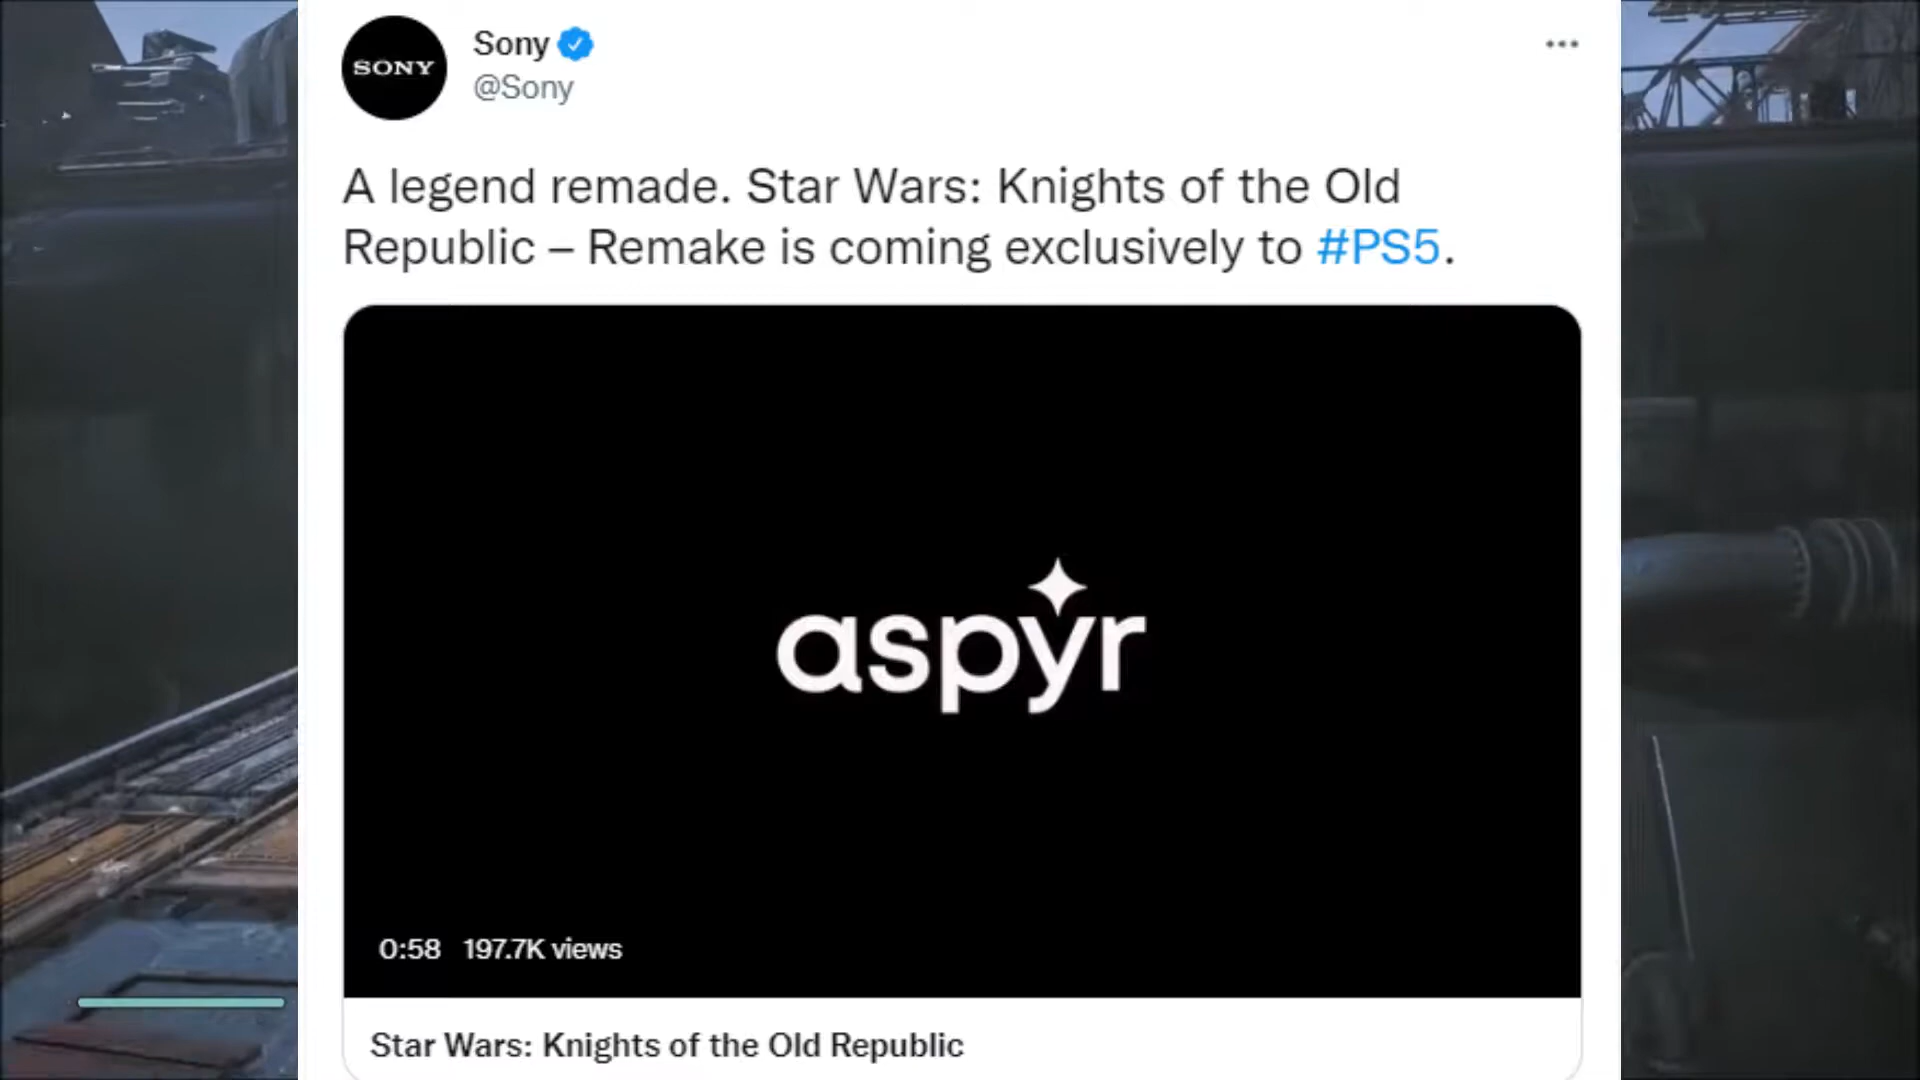 SONY
Sony
@Sony
A legend remade. Star Wars: Knights of the Old
Republic – Remake is coming exclusively to #PS5.
aspyr
0:58 197.7K views
Star Wars: Knights of the Old Republic